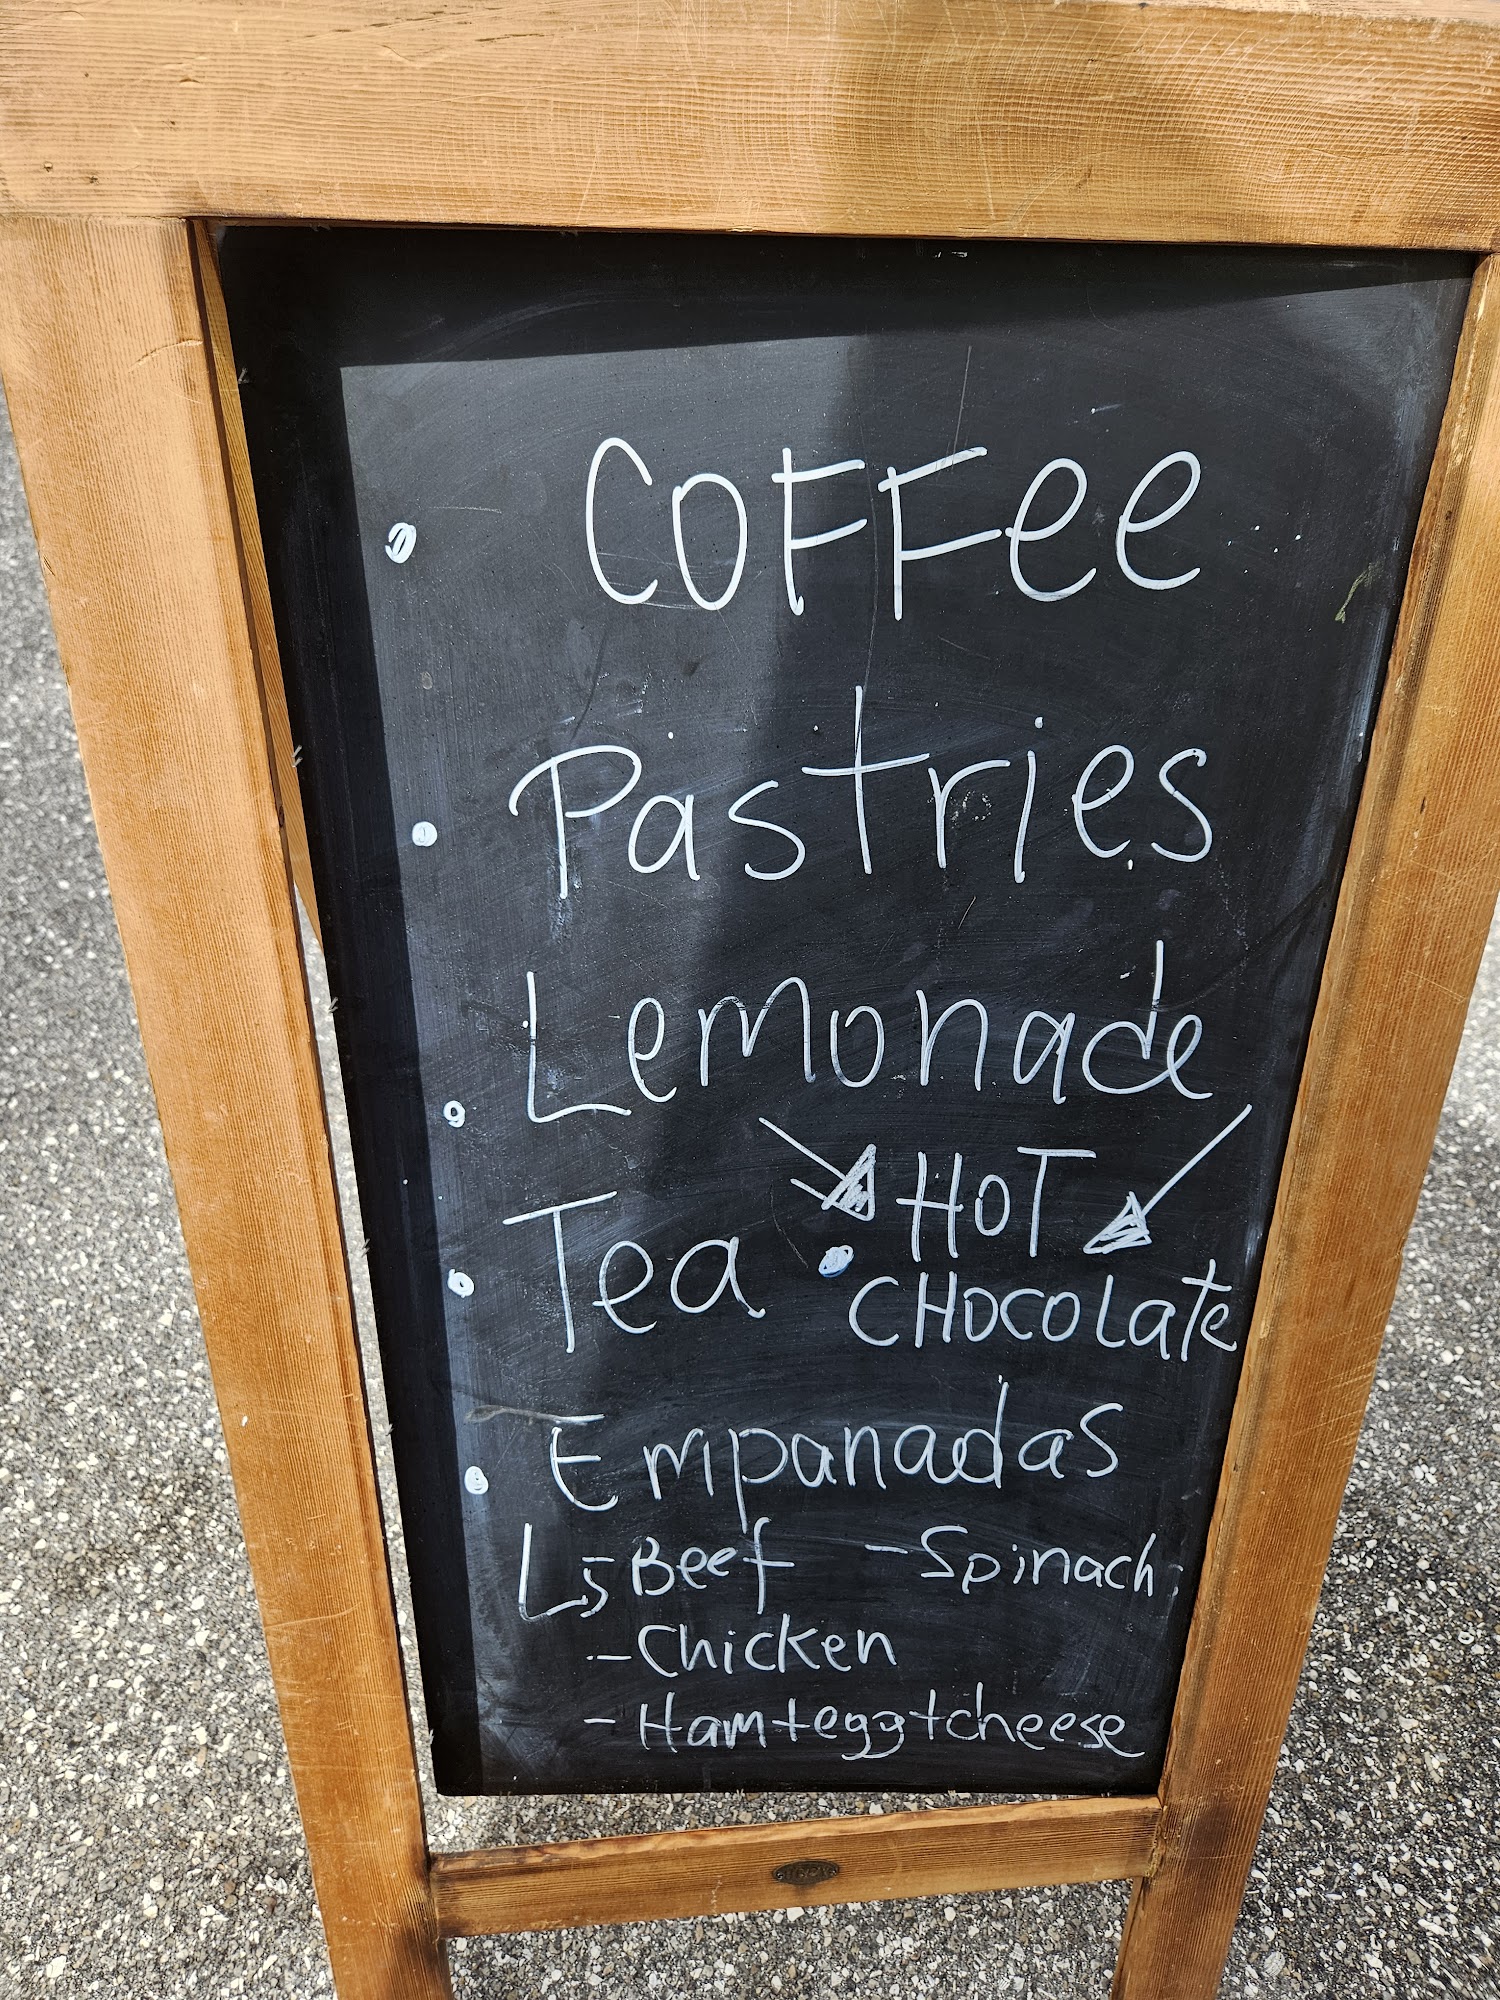 COFFee
Pastries
Lemonade
Tea
HOT
CHOCOLate
Empanadas
- Beef - Spinach
- Chicken
- Ham+egg+cheese